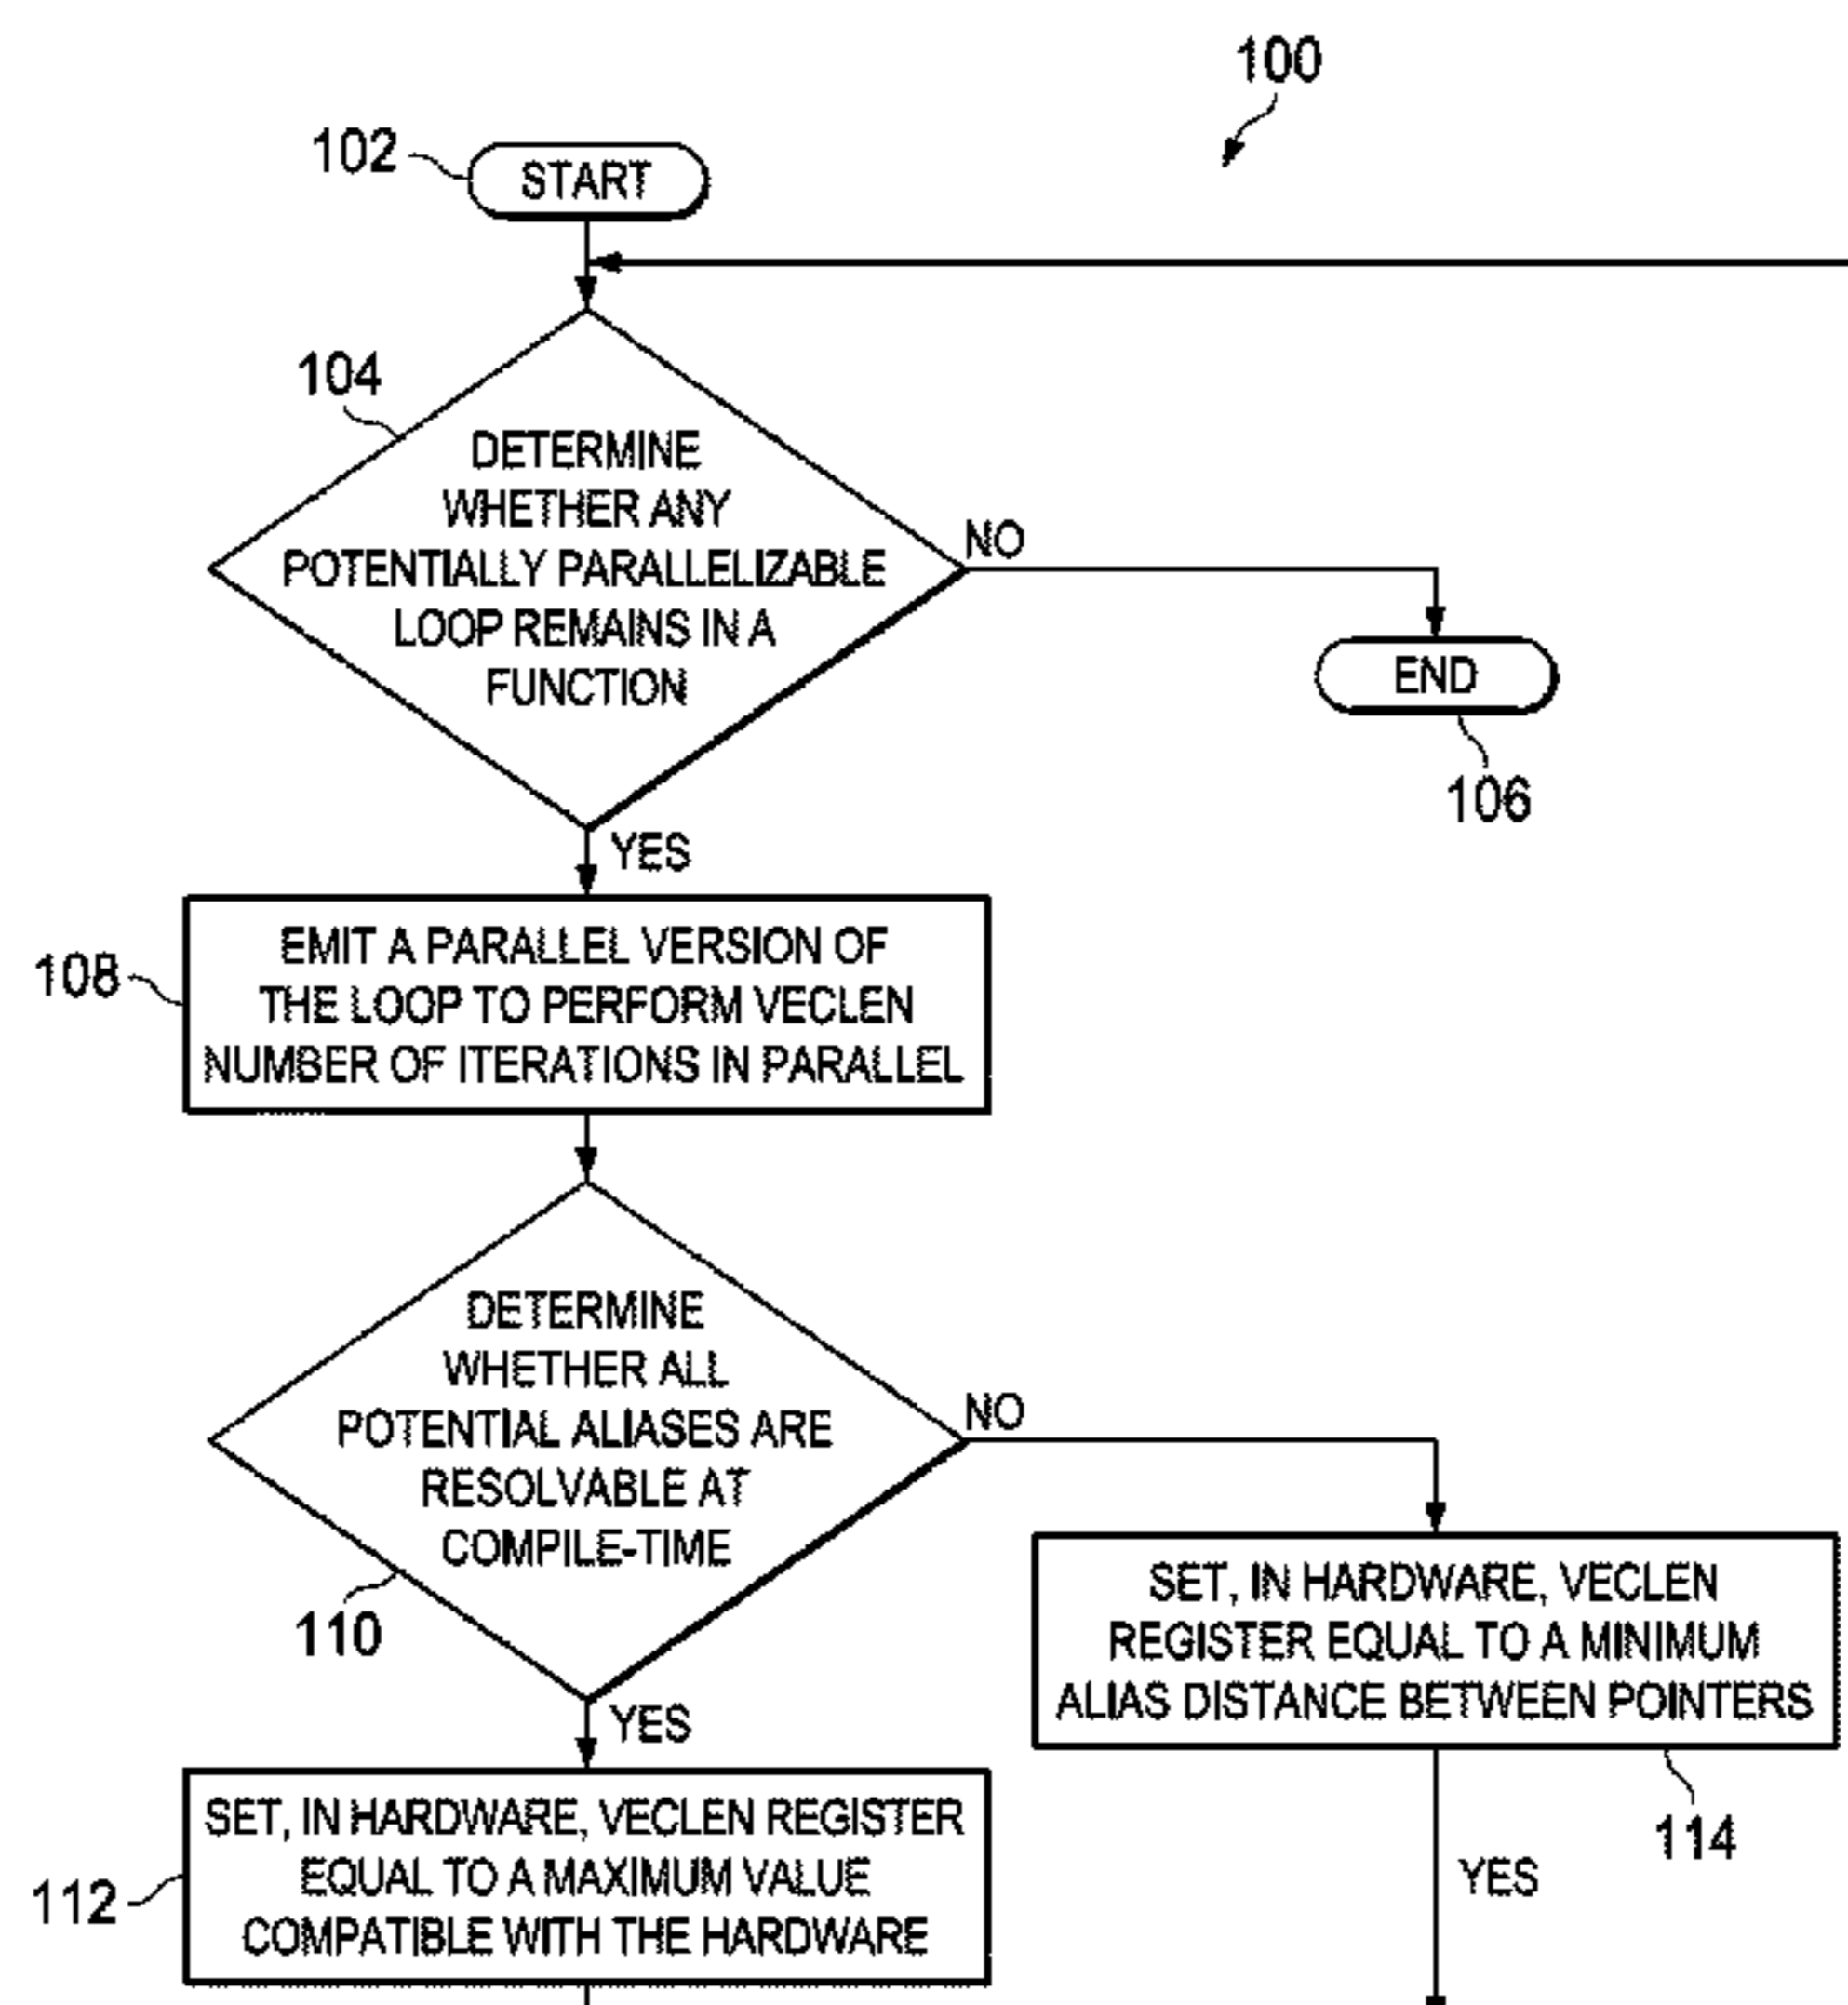 100
102
START
104
DETERMINE
WHETHER ANY
POTENTIALLY PARALLELIZABLE
LOOP REMAINS IN A
FUNCTION
NO
END
106
YES
108
EMIT A PARALLEL VERSION OF
THE LOOP TO PERFORM VECLEN
NUMBER OF ITERATIONS IN PARALLEL
DETERMINE
WHETHER ALL
POTENTIAL ALIASES ARE
RESOLVABLE AT
COMPILE-TIME
NO
110
SET, IN HARDWARE, VECLEN
REGISTER EQUAL TO A MINIMUM
ALIAS DISTANCE BETWEEN POINTERS
114
YES
YES
112
SET, IN HARDWARE, VECLEN REGISTER
EQUAL TO A MAXIMUM VALUE
COMPATIBLE WITH THE HARDWARE